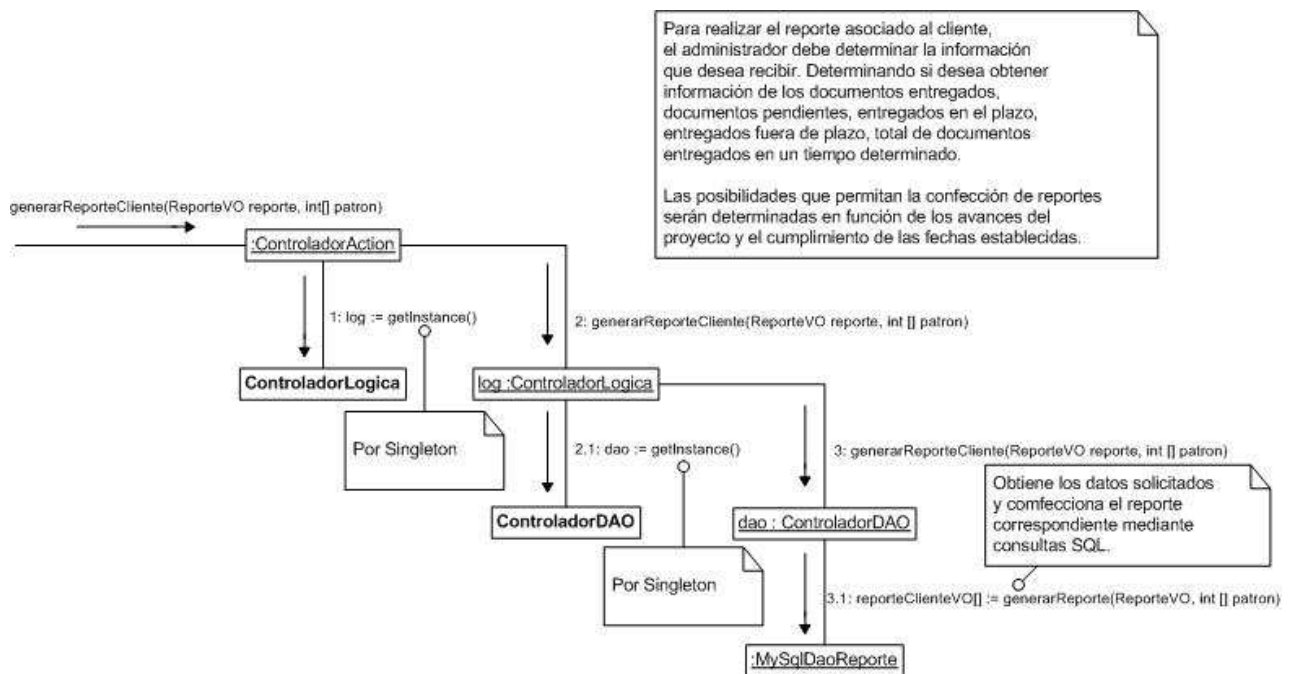 Para realizar el reporte asociado al cliente,
el administrador debe determinar la información
que desea recibir. Determinando si desea obtener
información de los documentos entregados,
documentos pendientes, entregados en el plazo,
entregados fuera de plazo, total de documentos
entregados en un tiempo determinado.
Las posibilidades que permitan la confección de reportes
serán determinadas en función de los avances del
proyecto y el cumplimiento de las fechas establecidas.
generarReporteCliente(ReporteVO reporte, int[] patron)
:ControladorAction
1: log := getInstance()
2: generarReporteCliente(ReporteVO reporte, int [] patron)
ControladorLogica
log :ControladorLogica
Por Singleton
2.1: dao := getInstance()
3: generarReporteCliente(ReporteVO reporte, int [] patron)
Obtiene los datos solicitados
y comfecciona el reporte
correspondiente mediante
consultas SQL.
ControladorDAO
dao : ControladorDAO
Por Singleton
3.1: reporteClienteVO[] := generarReporte(ReporteVO, int [] patron)
:MySqlDaoReporte